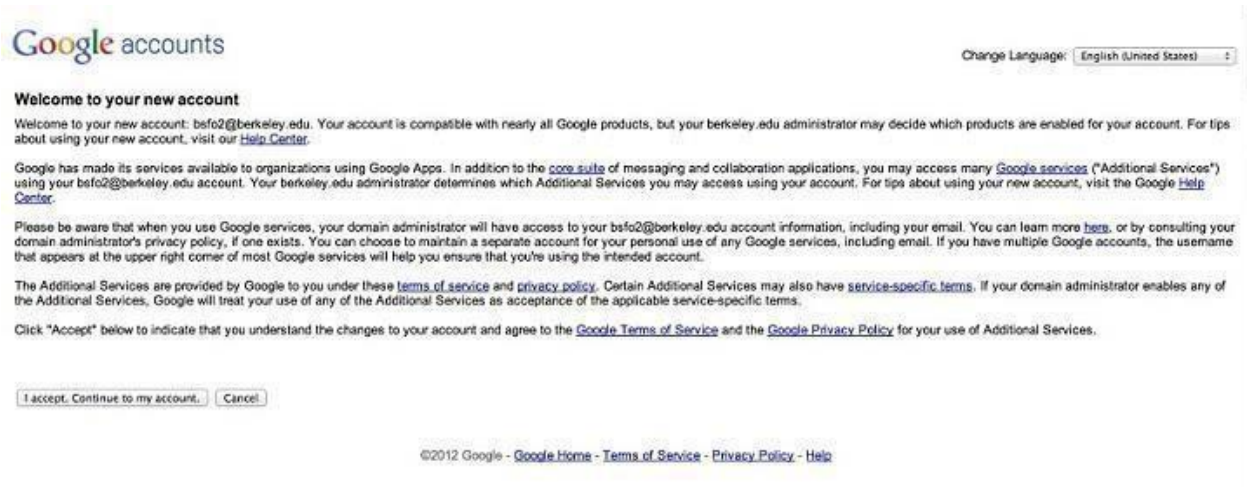 Google accounts
Change Language: English (United States)
Welcome to your new account
Welcome to your new account: bsfo2@berkeley.edu. Your account is compatible with nearly all Google products, but your berkeley.edu administrator may decide which products are enabled for your account. For tips
about using your new account, visit our Help Center.
Google has made its services available to organizations using Google Apps. In addition to the core suite of messaging and collaboration applications, you may access many Google services ("Additional Services")
using your bsfo2@berkeley.edu account. Your berkeley.edu administrator determines which Additional Services you may access using your account. For tips about using your new account, visit the Google Help
Center.
Please be aware that when you use Google services, your domain administrator will have access to your bsfo2@berkeley.edu account information, including your email. You can learn more here, or by consulting your
domain administrator's privacy policy, if one exists. You can choose to maintain a separate account for your personal use of any Google services, including email. If you have multiple Google accounts, the username
that appears at the upper right corner of most Google services will help you ensure that you're using the intended account.
The Additional Services are provided by Google to you under these terms of service and privacy policy. Certain Additional Services may also have service-specific terms. If your domain administrator enables any of
the Additional Services, Google will treat your use of any of the Additional Services as acceptance of the applicable service-specific terms.
Click "Accept" below to indicate that you understand the changes to your account and agree to the Google Terms of Service and the Google Privacy Policy for your use of Additional Services.
I accept. Continue to my account. Cancel
©2012 Google - Google Home - Terms of Service - Privacy Policy - Help